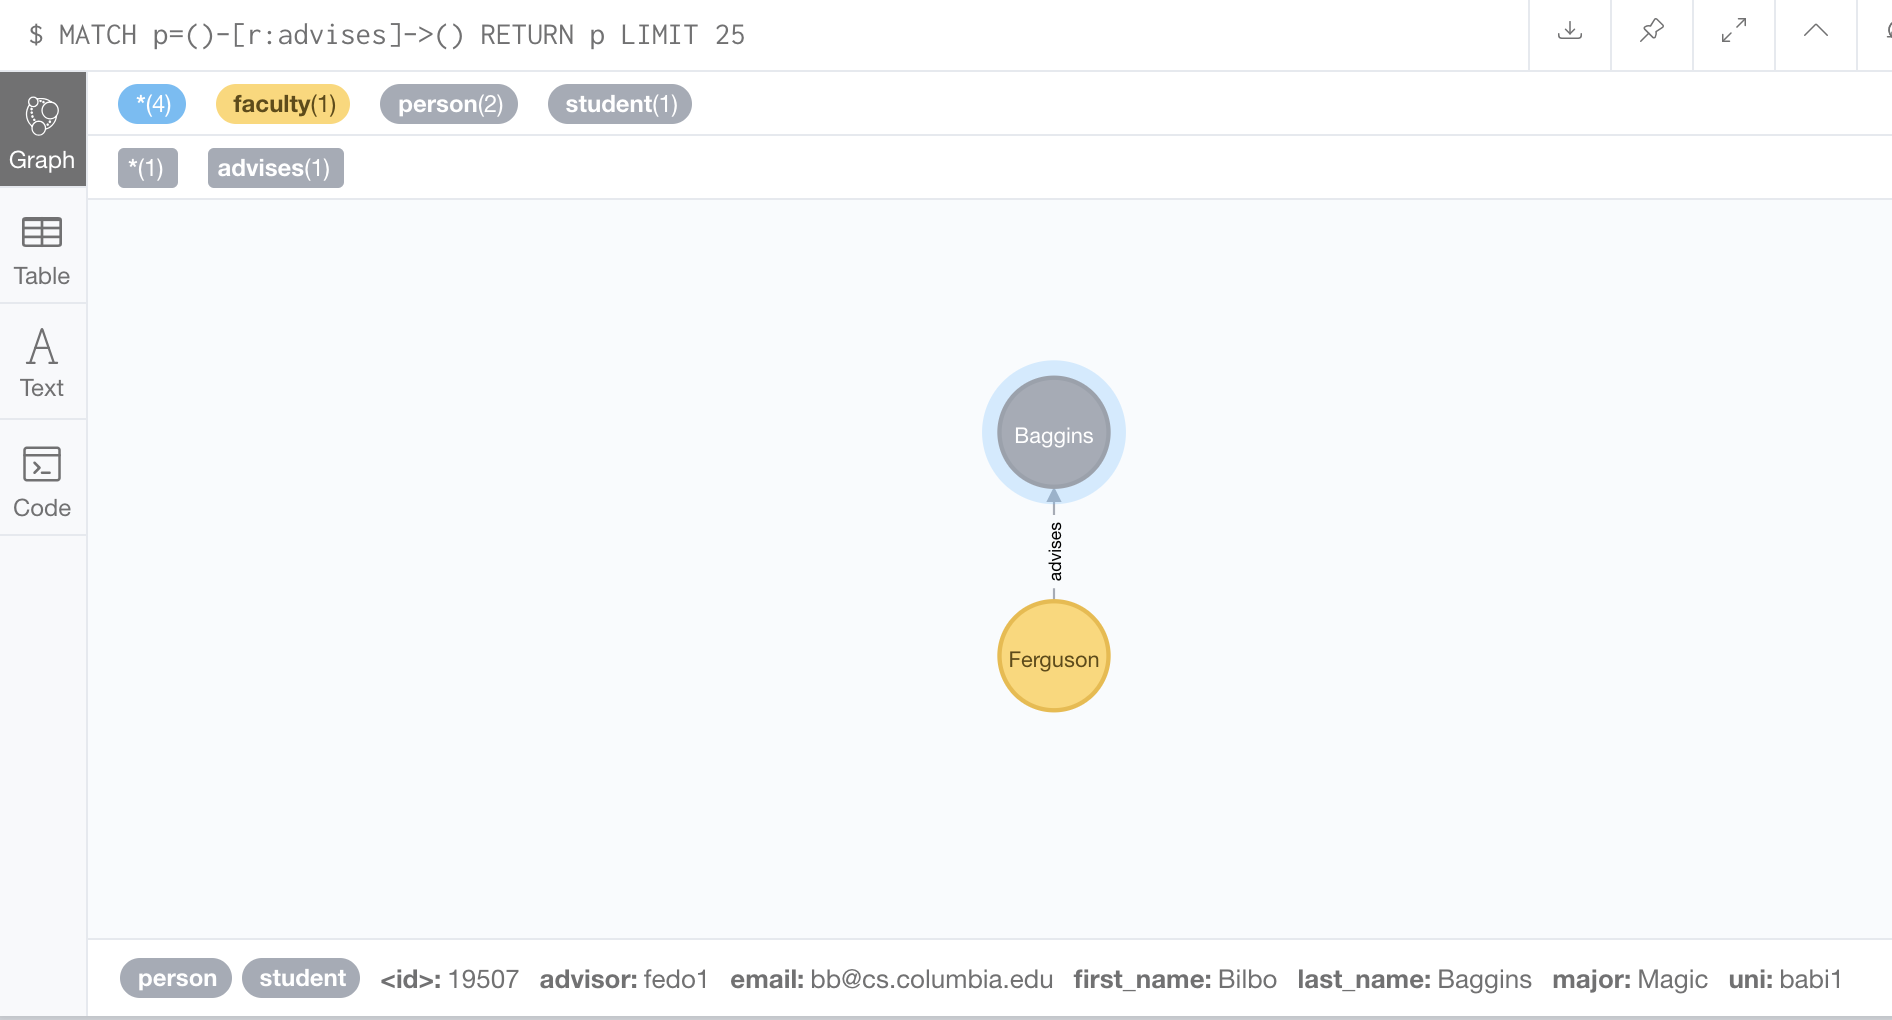 $ MATCH p=()-[r:advises]->() RETURN p LIMIT 25
*(4) faculty(1) person(2) student(1)
*(1) advises(1)
Graph
Table
Text
Code
Baggins
advises
Ferguson
person student <id>: 19507 advisor: fedo1 email: bb@cs.columbia.edu first_name: Bilbo last_name: Baggins major: Magic uni: babi1